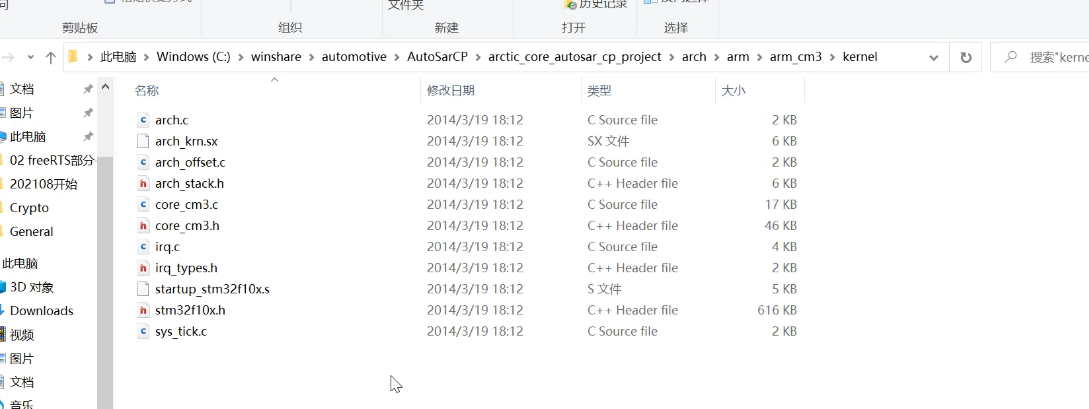 文件夹
历史记录
剪贴板 组织 新建 打开 选择
此电脑 Windows (C:) winshare automotive AutoSarCP arctic_core_autosar_cp_project arch arm arm_cm3 kernel 搜索"kerne
文档
图片
此电脑
02 freeRTS部分
202108开始
Crypto
General
此电脑
3D 对象
Downloads
视频
图片
文档
音乐
名称 修改日期 类型 大小
arch.c 2014/3/19 18:12 C Source file 2 KB
arch_krn.sx 2014/3/19 18:12 SX 文件 6 KB
arch_offset.c 2014/3/19 18:12 C Source file 2 KB
arch_stack.h 2014/3/19 18:12 C++ Header file 6 KB
core_cm3.c 2014/3/19 18:12 C Source file 17 KB
core_cm3.h 2014/3/19 18:12 C++ Header file 46 KB
irq.c 2014/3/19 18:12 C Source file 4 KB
irq_types.h 2014/3/19 18:12 C++ Header file 2 KB
startup_stm32f10x.s 2014/3/19 18:12 S 文件 5 KB
stm32f10x.h 2014/3/19 18:12 C++ Header file 616 KB
sys_tick.c 2014/3/19 18:12 C Source file 2 KB